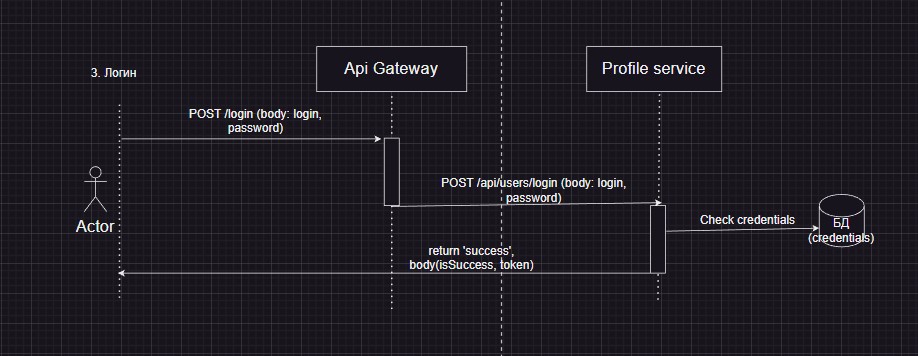 3. Логин
Api Gateway
Profile service
POST /login (body: login,
password)
POST /api/users/login (body: login,
password)
Check credentials
БД
(credentials)
Actor
return 'success',
body(isSuccess, token)